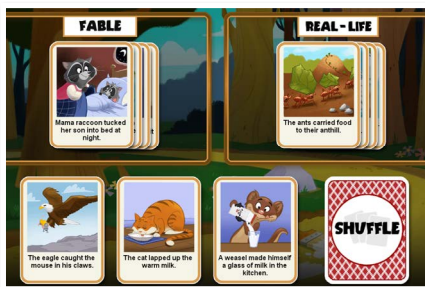 FABLE
REAL-LIFE
Mama raccoon tucked
her son into bed at
night.
The ants carried food
to their anthill.
The eagle caught the
mouse in his claws.
The cat lapped up the
warm milk.
A weasel made himself
a glass of milk in the
kitchen.
SHUFFLE